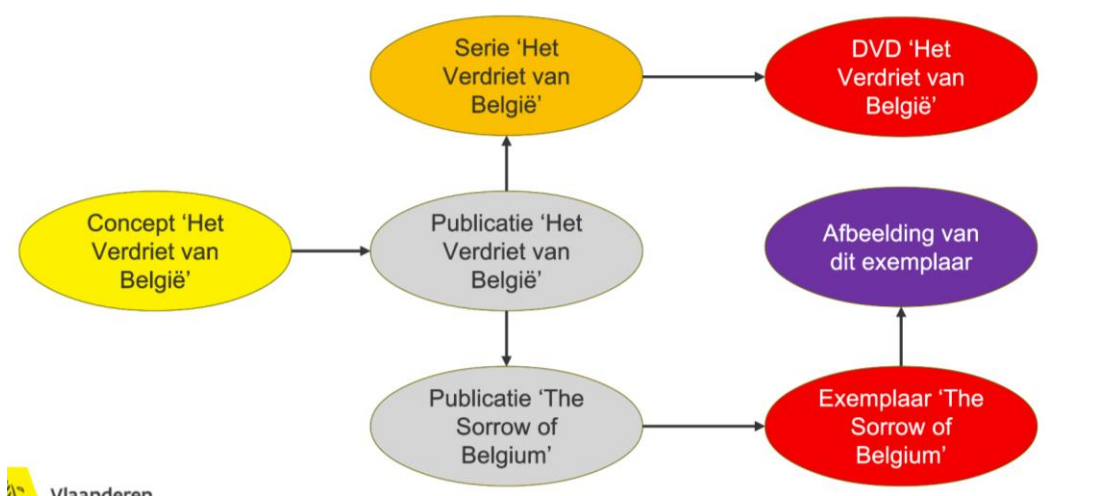 Serie ‘Het
Verdriet van
België’
DVD ‘Het
Verdriet van
België’
Concept ‘Het
Verdriet van
België’
Publicatie ‘Het
Verdriet van
België’
Afbeelding van
dit exemplaar
Publicatie ‘The
Sorrow of
Belgium’
Exemplaar ‘The
Sorrow of
Belgium’
Vlaanderen